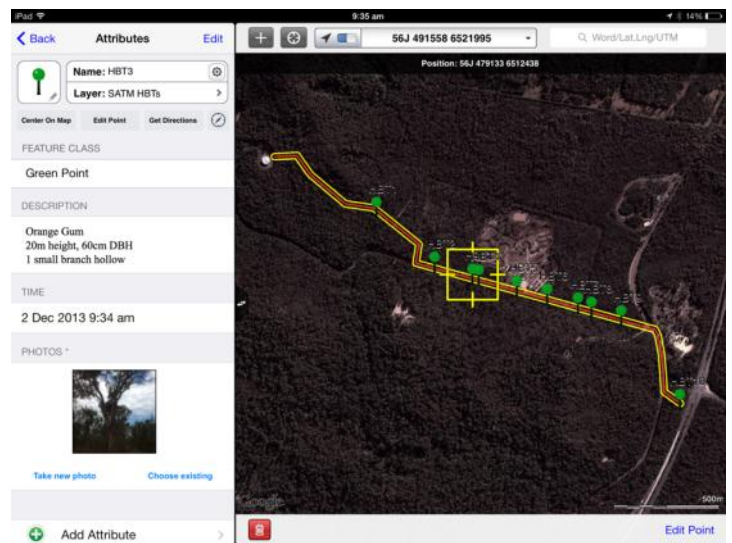 iPad
9:35 am
14%
Back
Attributes
Edit
56J 491558 6521995
Word/Lat.Lng/UTM
Position: 56J 479133 6512438
Name: HBT3
Layer: SATM HBTs
Center On Map
Edit Point
Get Directions
FEATURE CLASS
Green Point
DESCRIPTION
Orange Gum
20m height, 60cm DBH
1 small branch hollow
TIME
2 Dec 2013 9:34 am
PHOTOS *
Take new photo
Choose existing
Add Attribute
Google
500m
Edit Point